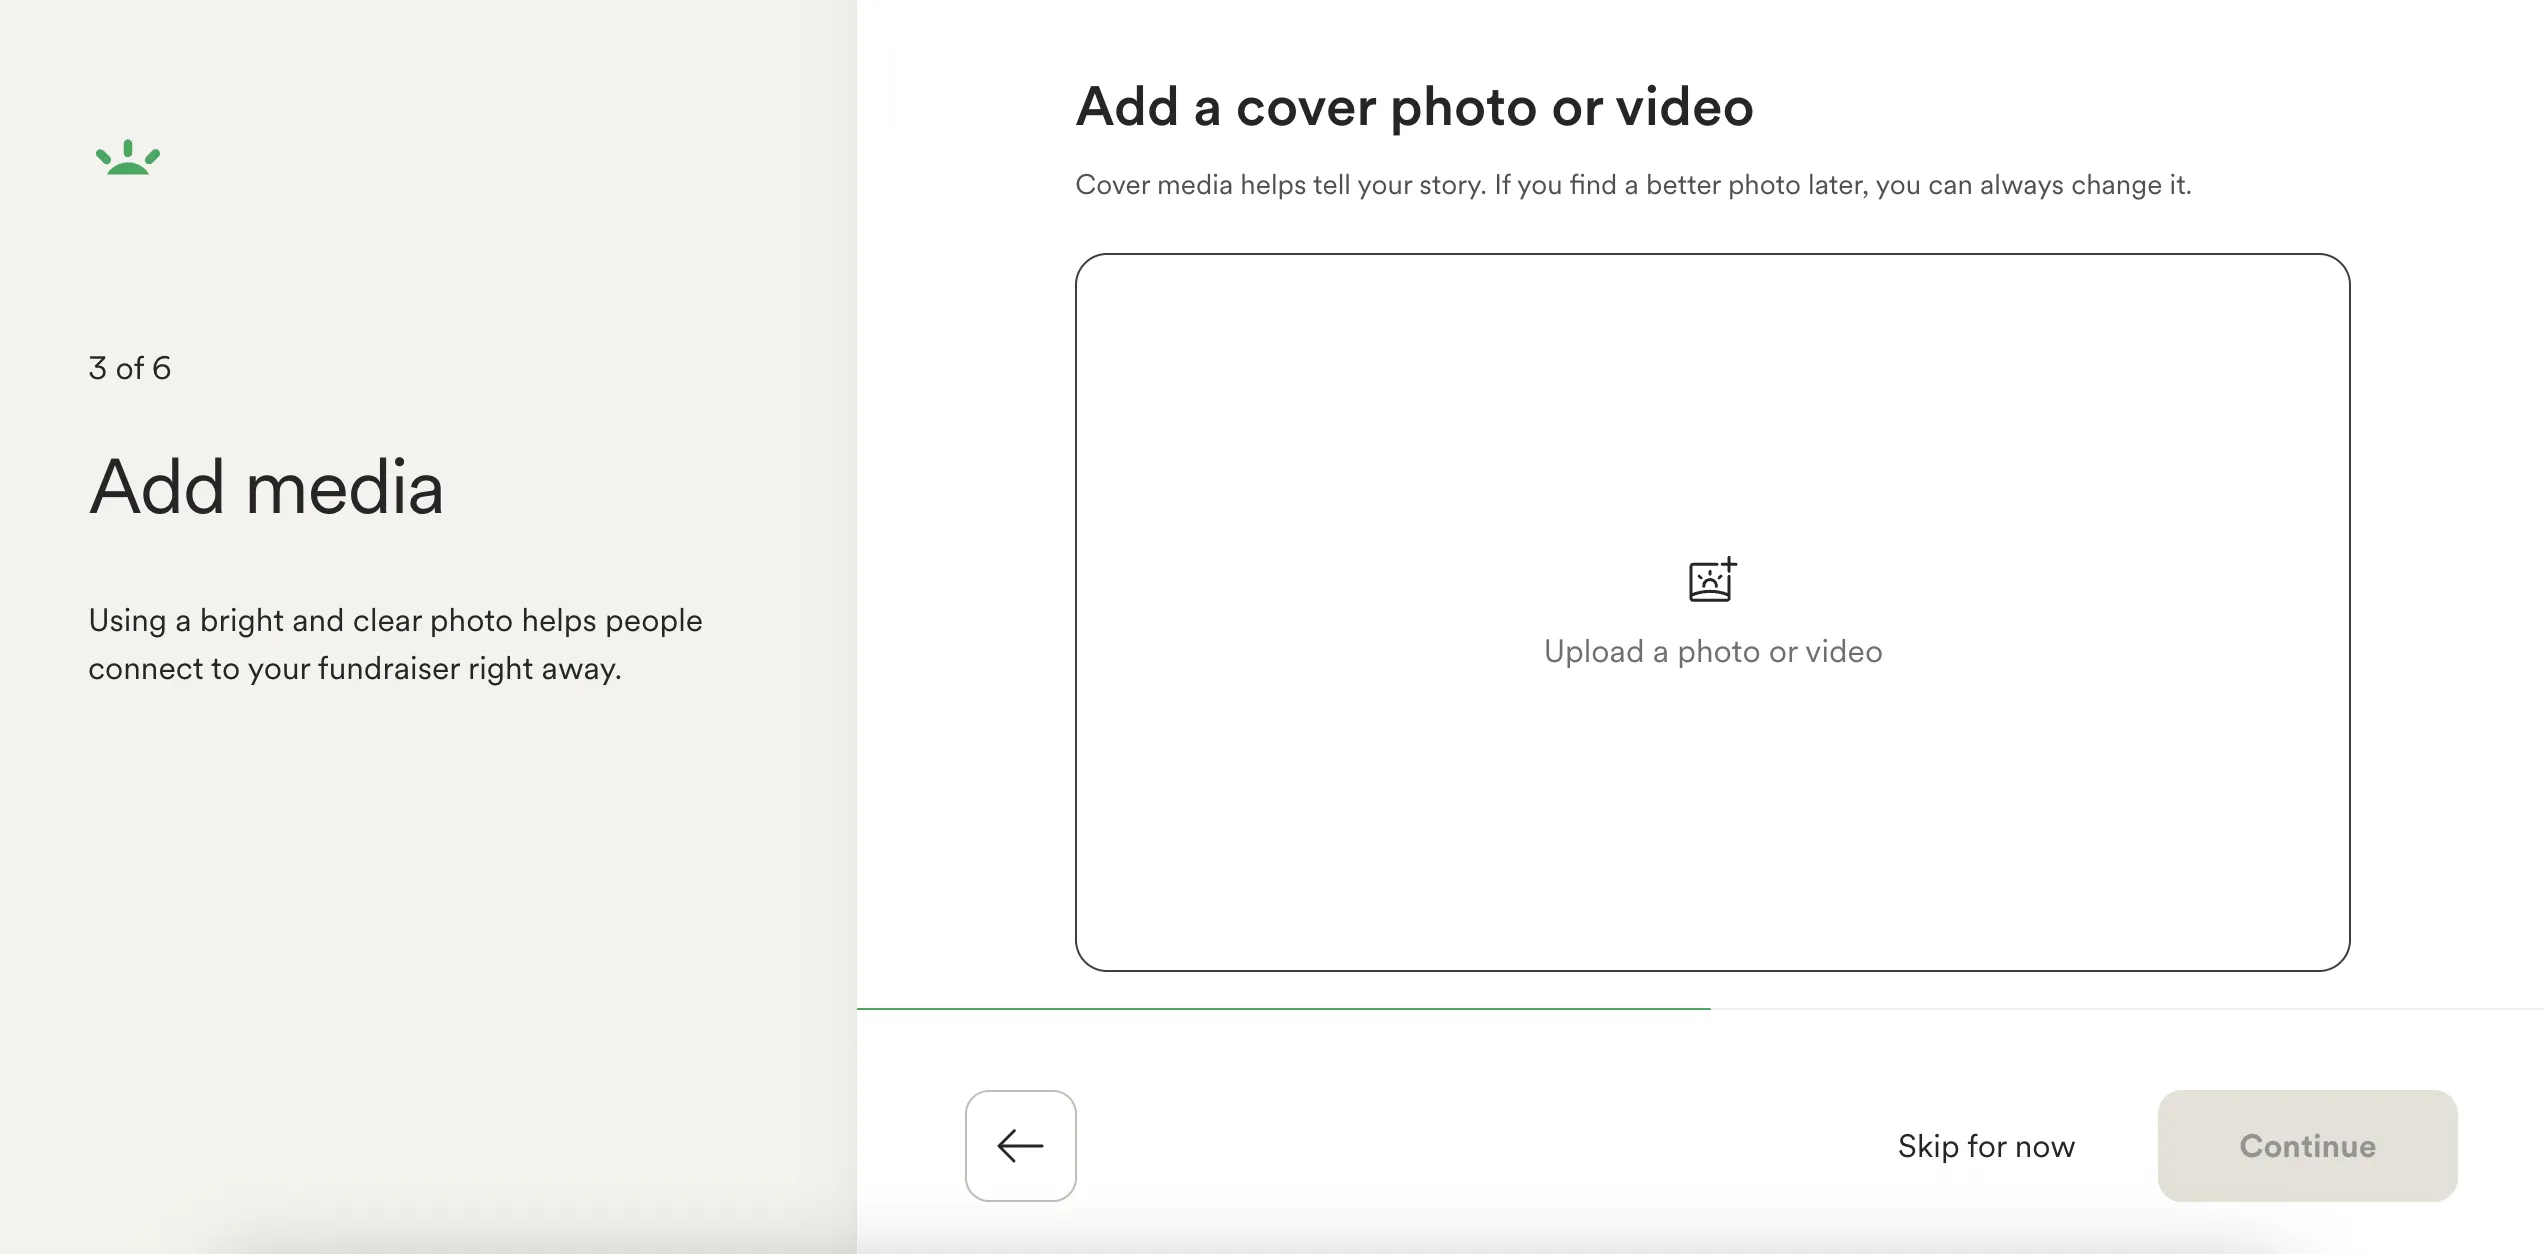 3 of 6
Add media
Using a bright and clear photo helps people
connect to your fundraiser right away.
Add a cover photo or video
Cover media helps tell your story. If you find a better photo later, you can always change it.
Upload a photo or video
Skip for now
Continue